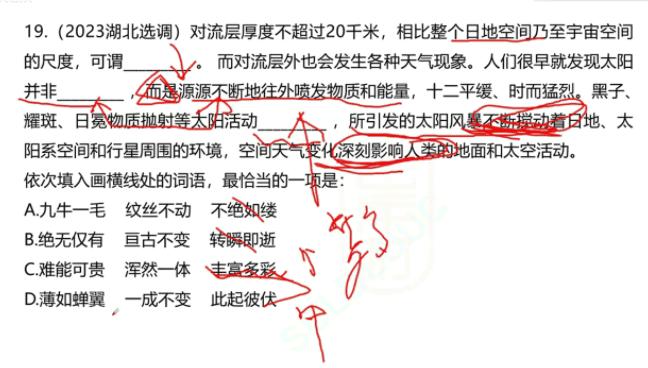 19.（2023湖北选调）对流层厚度不超过20千米，相比整个日地空间乃至宇宙空间
的尺度，可谓________。而对流层外也会发生各种天气现象。人们很早就发现太阳
并非________，而是源源不断地往外喷发物质和能量，十二平缓、时而猛烈。黑子、
耀斑、日冕物质抛射等太阳活动________，所引发的太阳风暴不断搅动着日地、太
阳系空间和行星周围的环境，空间天气变化深刻影响人类的地面和太空活动。
依次填入画横线处的词语，最恰当的一项是：
A.九牛一毛 纹丝不动 不绝如缕
B.绝无仅有 亘古不变 转瞬即逝
C.难能可贵 浑然一体 丰富多彩
D.薄如蝉翼 一成不变 此起彼伏